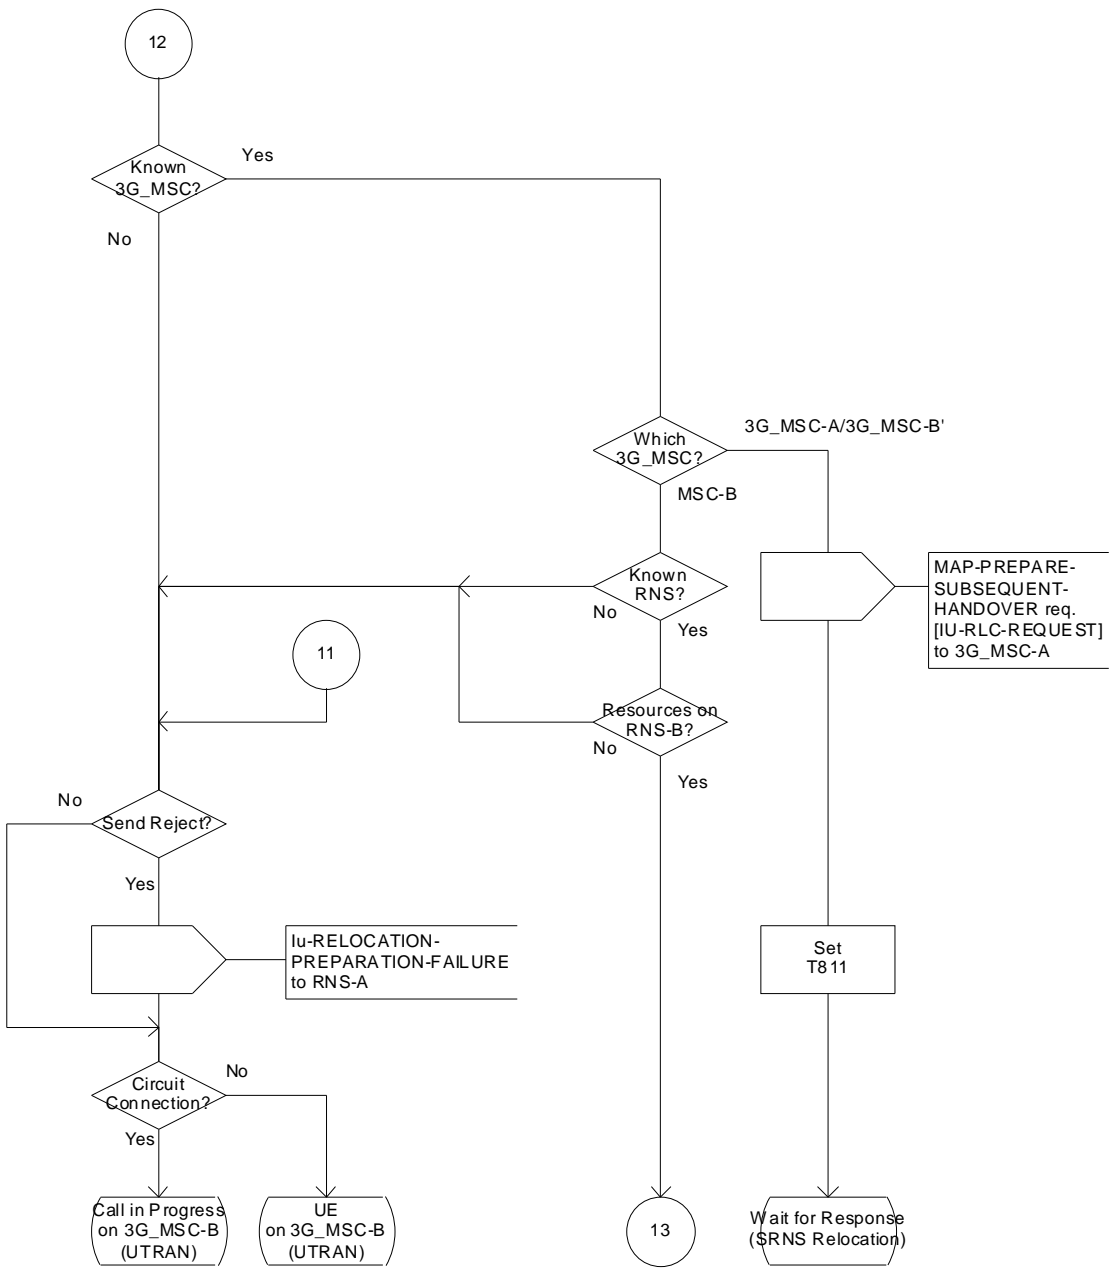 12
Known
3G_MSC?
Yes
No
Which
3G_MSC?
3G_MSC-A/3G_MSC-B'
MSC-B
Known
RNS?
No
Yes
MAP-PREPARE-
SUBSEQUENT-
HANDOVER req.
[IU-RLC-REQUEST]
to 3G_MSC-A
11
Resources on
RNS-B?
No
Yes
No
Send Reject?
Yes
Iu-RELOCATION-
PREPARATION-FAILURE
to RNS-A
Set
T811
Circuit
Connection?
No
Yes
Call in Progress
on 3G_MSC-B
(UTRAN)
UE
on 3G_MSC-B
(UTRAN)
13
Wait for Response
(SRNS Relocation)